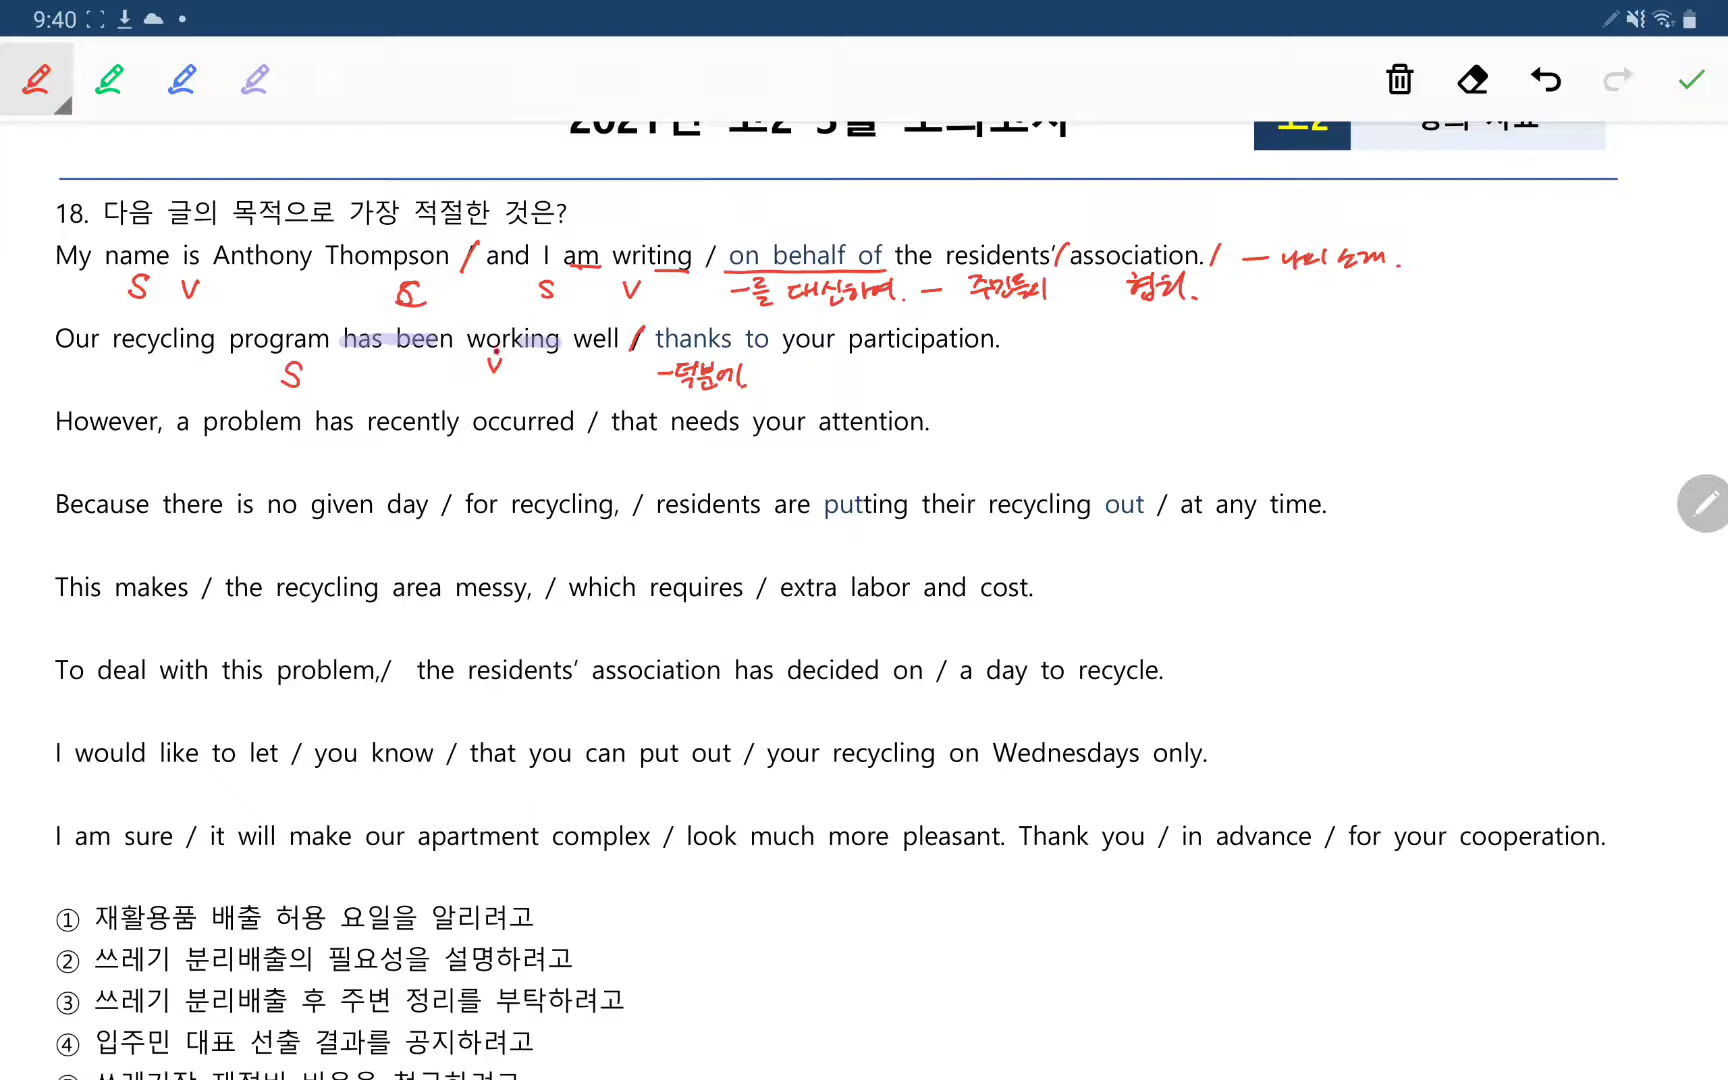 9:40
18. 다음 글의 목적으로 가장 적절한 것은?
My name is Anthony Thompson / and I am writing / on behalf of the residents' / association. / – 나의 소개.
S V C S V –를 대신하여. – 주민들의 협회.
Our recycling program has been working well / thanks to your participation.
S V –덕분에.
However, a problem has recently occurred / that needs your attention.
Because there is no given day / for recycling, / residents are putting their recycling out / at any time.
This makes / the recycling area messy, / which requires / extra labor and cost.
To deal with this problem,/ the residents' association has decided on / a day to recycle.
I would like to let / you know / that you can put out / your recycling on Wednesdays only.
I am sure / it will make our apartment complex / look much more pleasant. Thank you / in advance / for your cooperation.
① 재활용품 배출 허용 요일을 알리려고
② 쓰레기 분리배출의 필요성을 설명하려고
③ 쓰레기 분리배출 후 주변 정리를 부탁하려고
④ 입주민 대표 선출 결과를 공지하려고